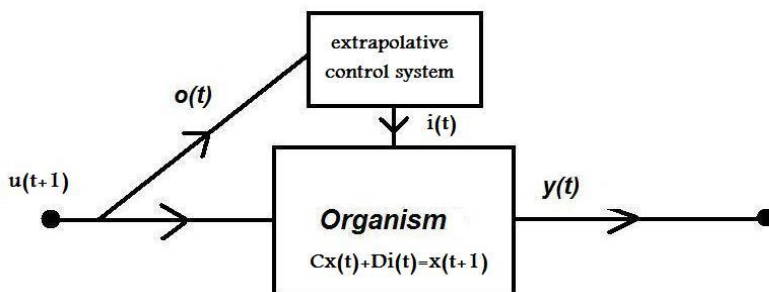 extrapolative
control system
o(t)
i(t)
u(t+1)
y(t)
Organism
Cx(t)+Di(t)=x(t+1)